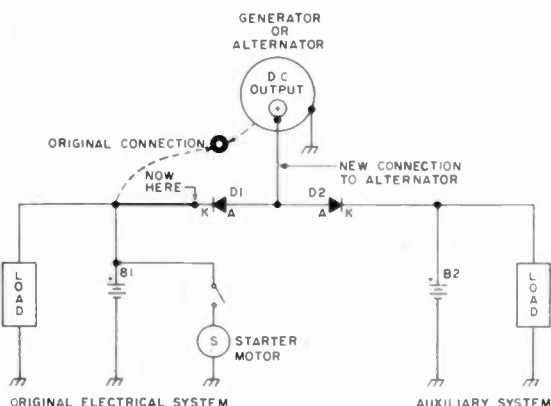 GENERATOR
OR
ALTERNATOR
DC
OUTPUT
+
ORIGINAL CONNECTION
NOW
HERE
NEW CONNECTION
TO ALTERNATOR
D1
D2
K
A
A
K
LOAD
+
B1
S
STARTER
MOTOR
+
B2
LOAD
ORIGINAL ELECTRICAL SYSTEM
AUXILIARY SYSTEM